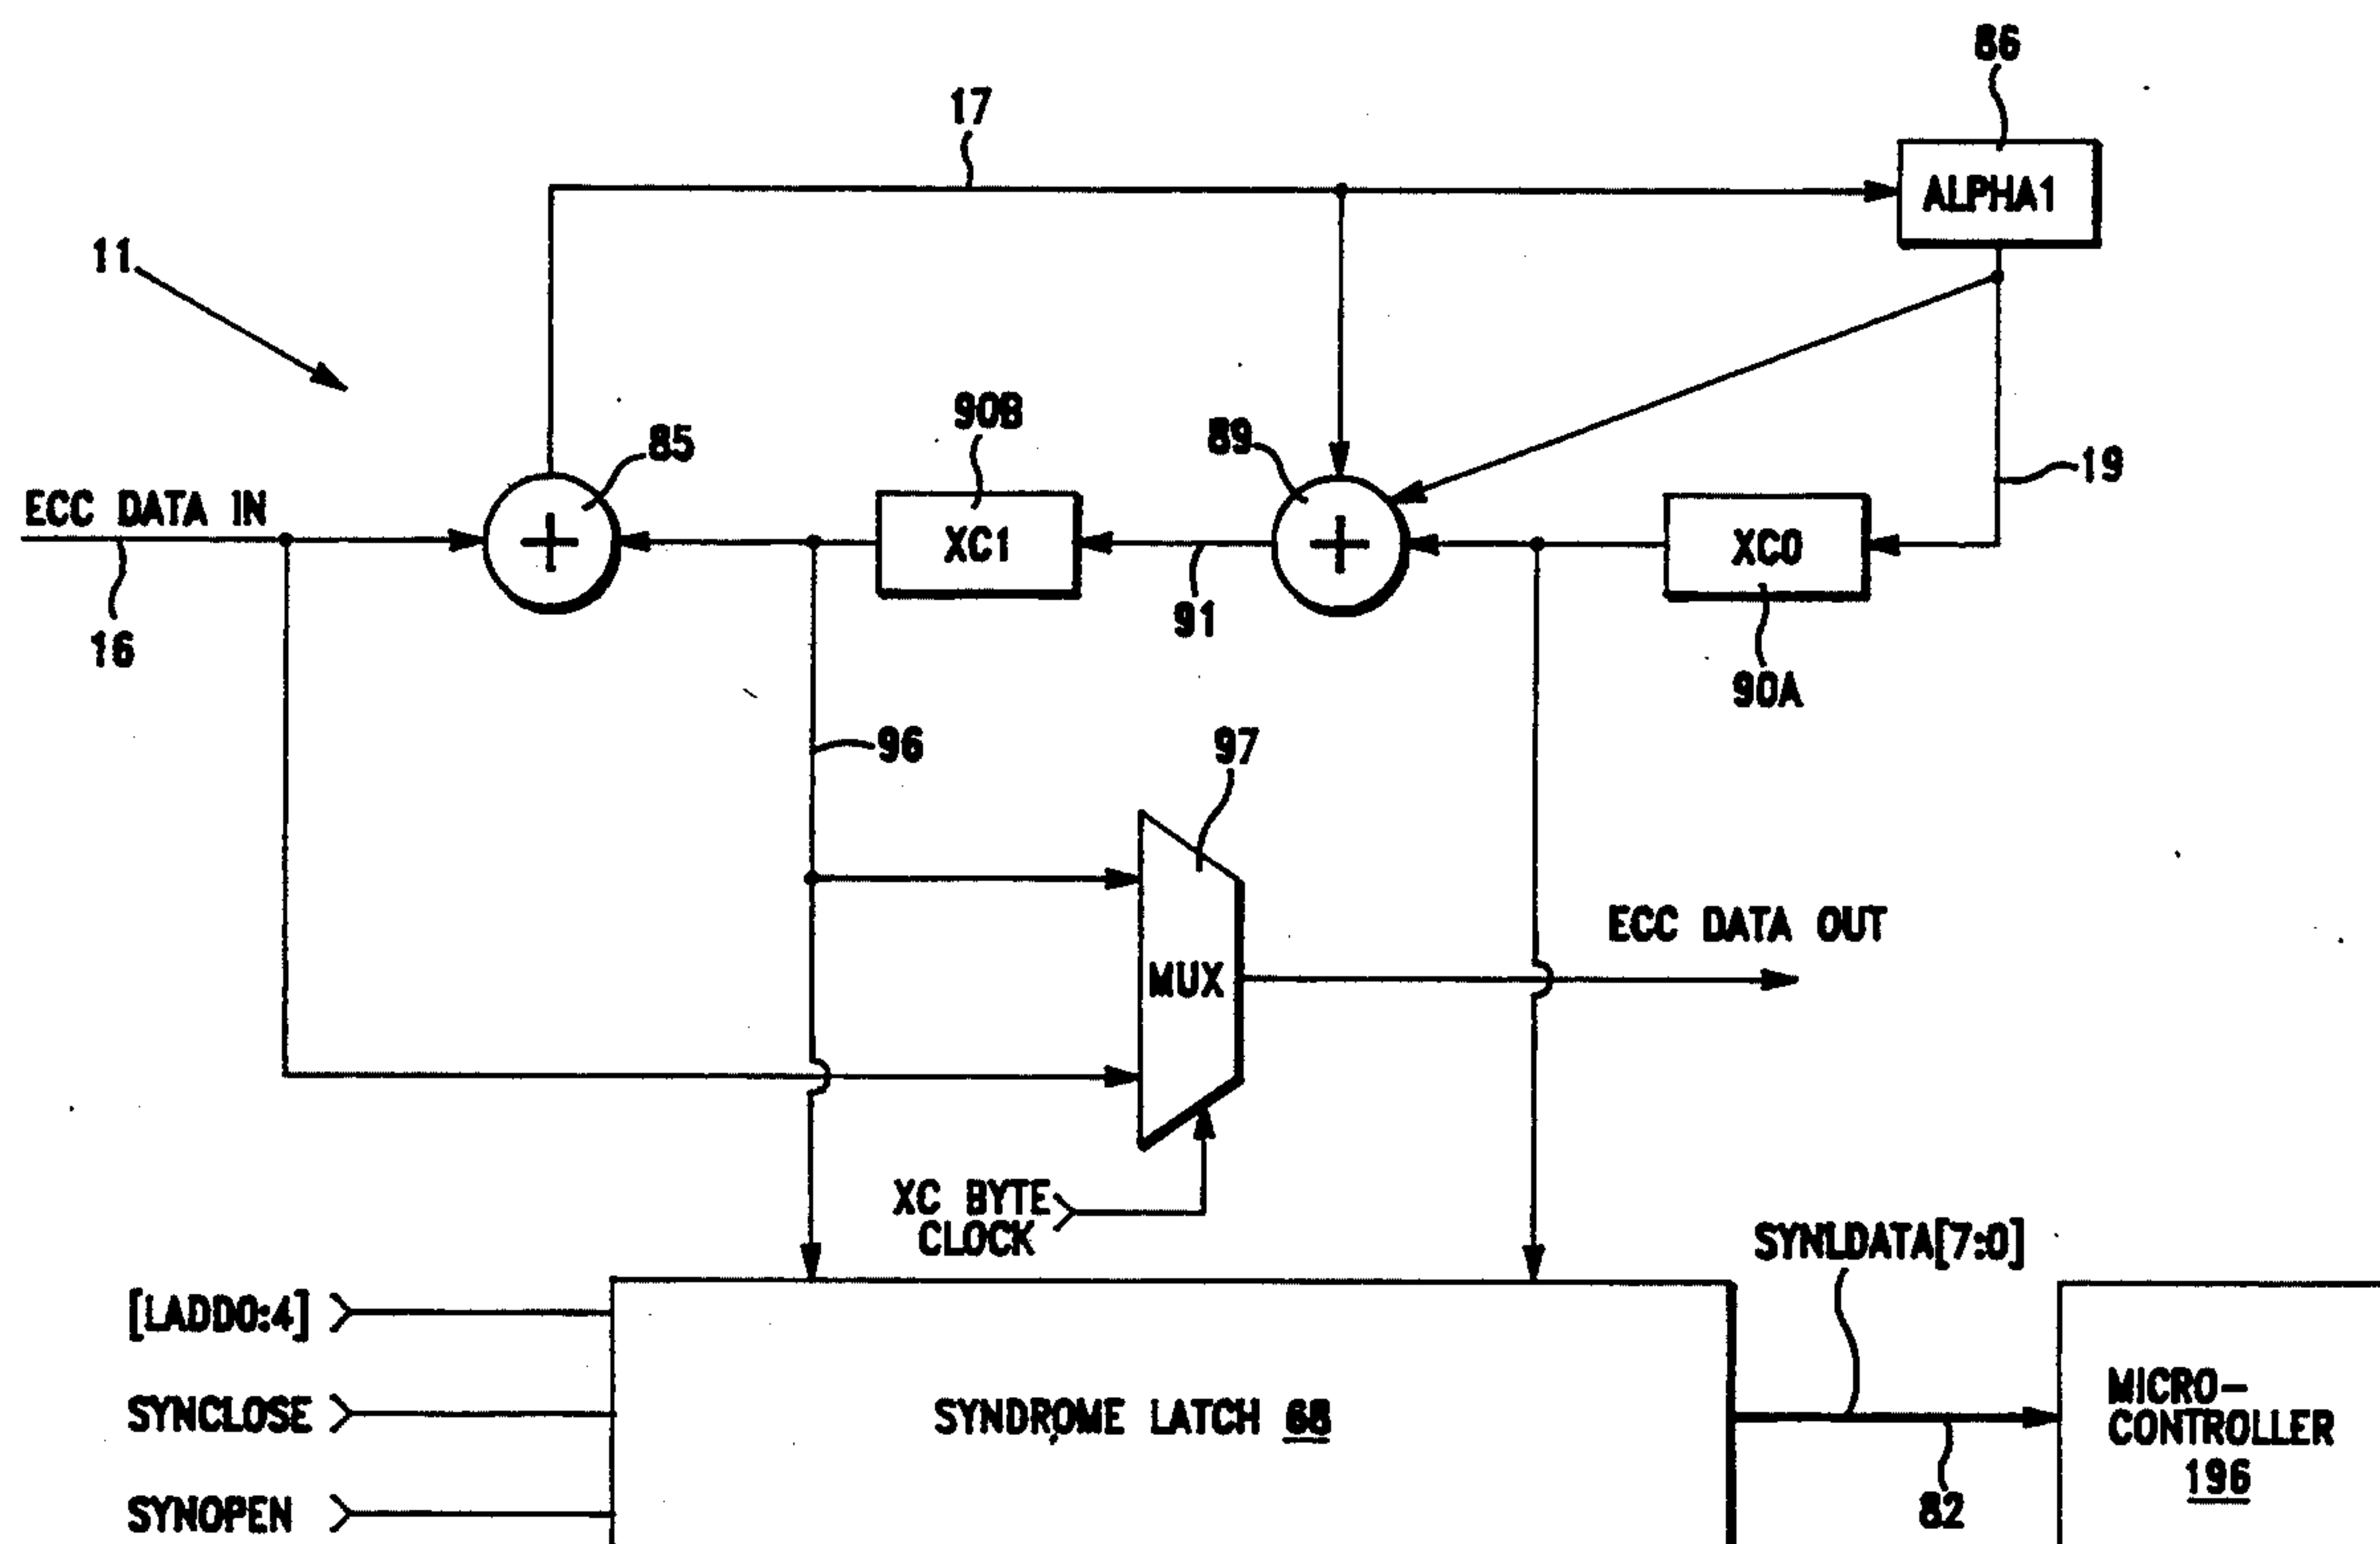 86
17
ALPHA1
11
90B
85
89
19
ECC DATA IN
XC1
XC0
91
16
90A
96
97
ECC DATA OUT
MUX
XC BYTE
CLOCK
SYNLDATA[7:0]
[LADD0:4]
MICRO-
CONTROLLER
196
SYNCLOSE
SYNDROME LATCH 68
82
SYNOPEN